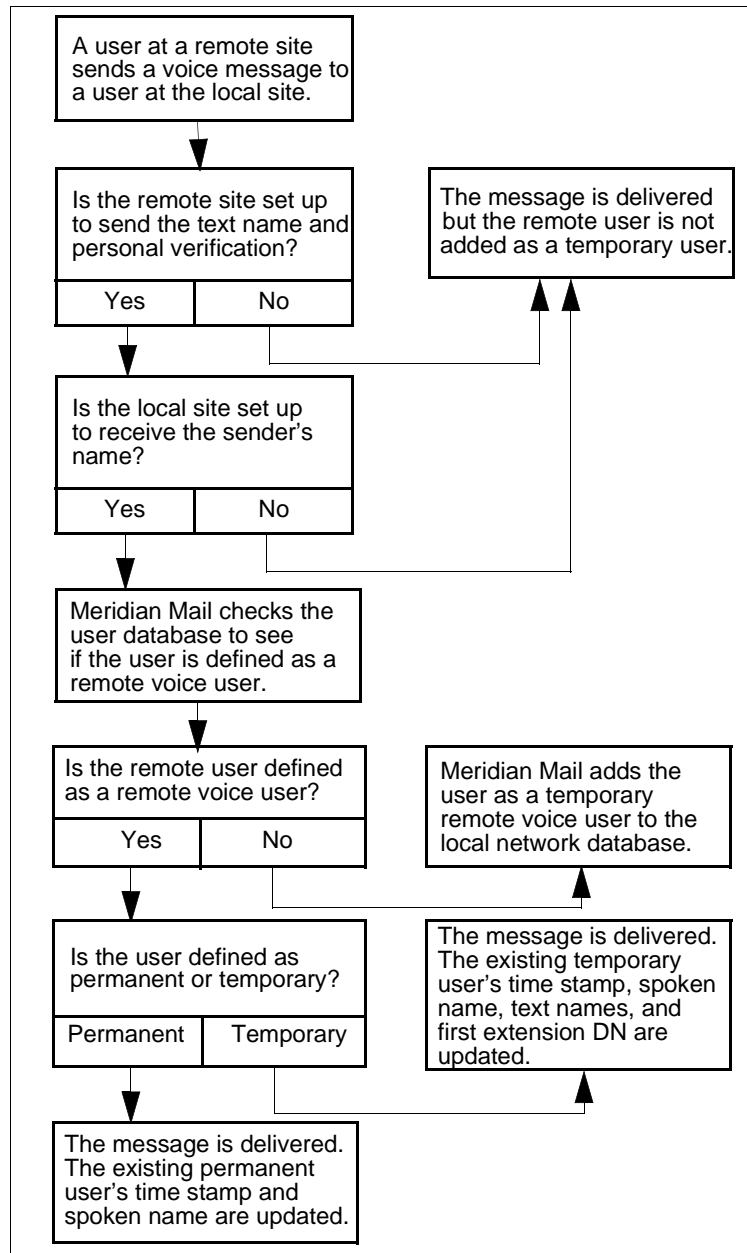 A user at a remote site
sends a voice message to
a user at the local site.
Is the remote site set up
to send the text name and
personal verification?
Yes
No
The message is delivered
but the remote user is not
added as a temporary user.
Is the local site set up
to receive the sender's
name?
Yes
No
Meridian Mail checks the
user database to see
if the user is defined as a
remote voice user.
Is the remote user defined
as a remote voice user?
Yes
No
Meridian Mail adds the
user as a temporary
remote voice user to the
local network database.
Is the user defined as
permanent or temporary?
Permanent
Temporary
The message is delivered.
The existing temporary
user's time stamp, spoken
name, text names, and
first extension DN are
updated.
The message is delivered.
The existing permanent
user's time stamp and
spoken name are updated.